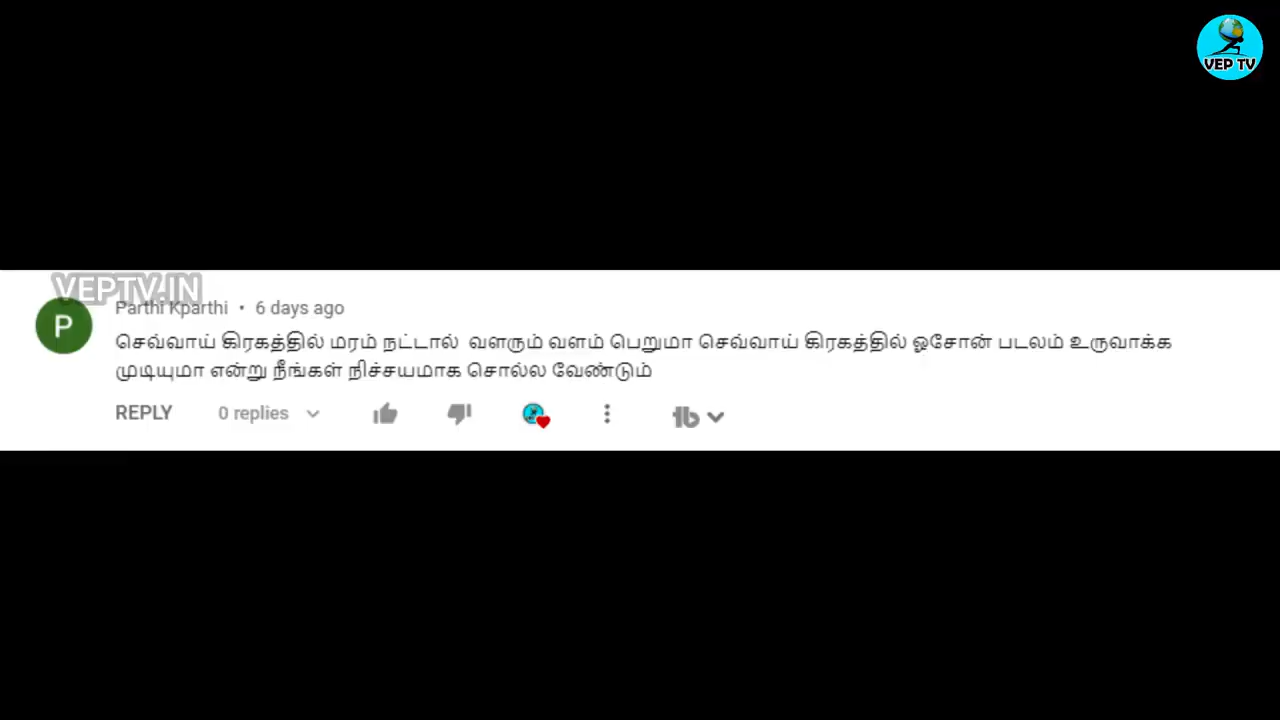 VEP TV
VEPTV.IN
Parthi Kparthi • 6 days ago
P
செவ்வாய் கிரகத்தில் மரம் நட்டால் வளரும் வளம் பெறுமா செவ்வாய் கிரகத்தில் ஓசோன் படலம் உருவாக்க
முடியுமா என்று நீங்கள் நிச்சயமாக சொல்ல வேண்டும்
REPLY 0 replies